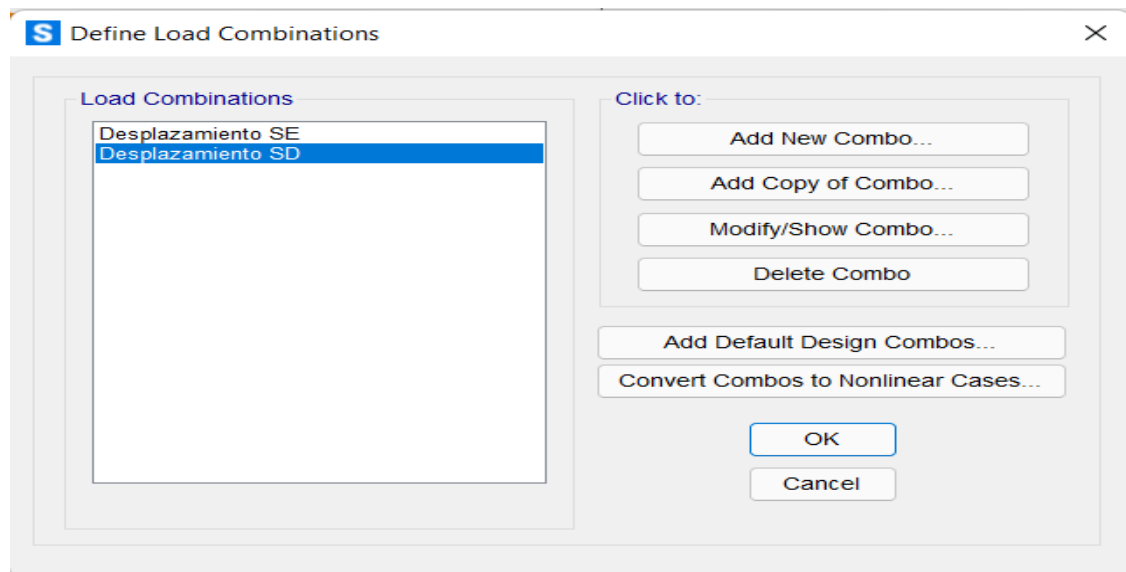 S Define Load Combinations
Load Combinations
Desplazamiento SE
Desplazamiento SD
Click to:
Add New Combo...
Add Copy of Combo...
Modify/Show Combo...
Delete Combo
Add Default Design Combos...
Convert Combos to Nonlinear Cases...
OK
Cancel